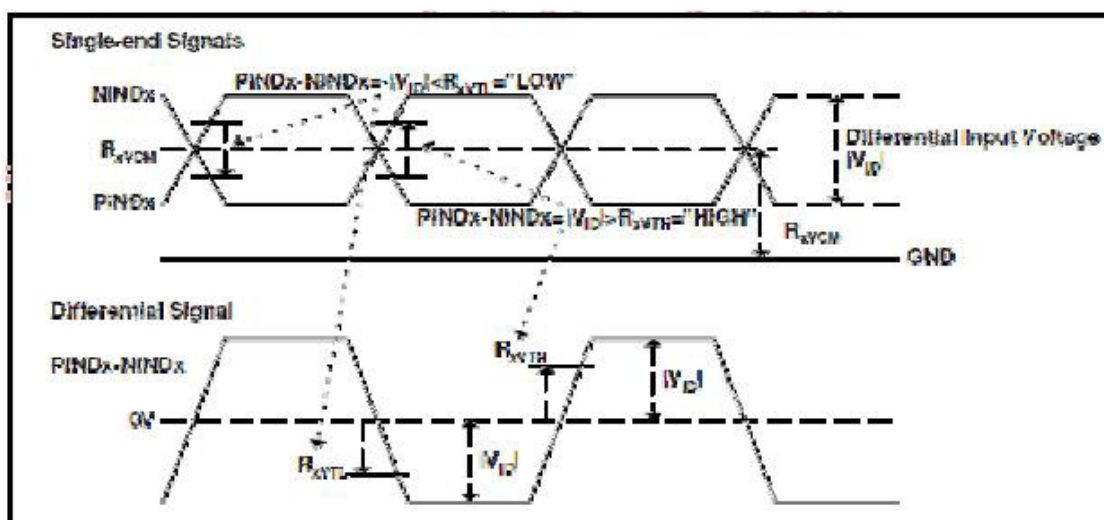 Single-end Signals
PINDx-NINDx=-|VID|<RxVTL="LOW"
NINDx
RxVCM
Differential Input Voltage
|VID|
PINDx
PINDx-NINDx=|VID|>RxVTH="HIGH"
RxVCM
GND
Differential Signal
RxVTH
PINDx-NINDx
|VID|
0V
RxVTL
|VID|